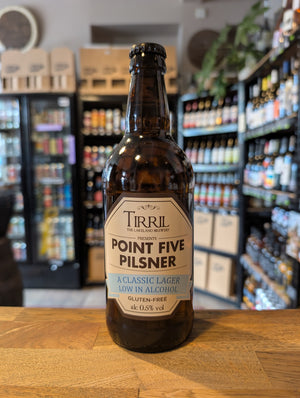 TIRRIL
THE LAKELAND BREWERY
PRESENTS
POINT FIVE
PILSNER
A CLASSIC LAGER
LOW IN ALCOHOL
GLUTEN-FREE
alc 0.5% vol